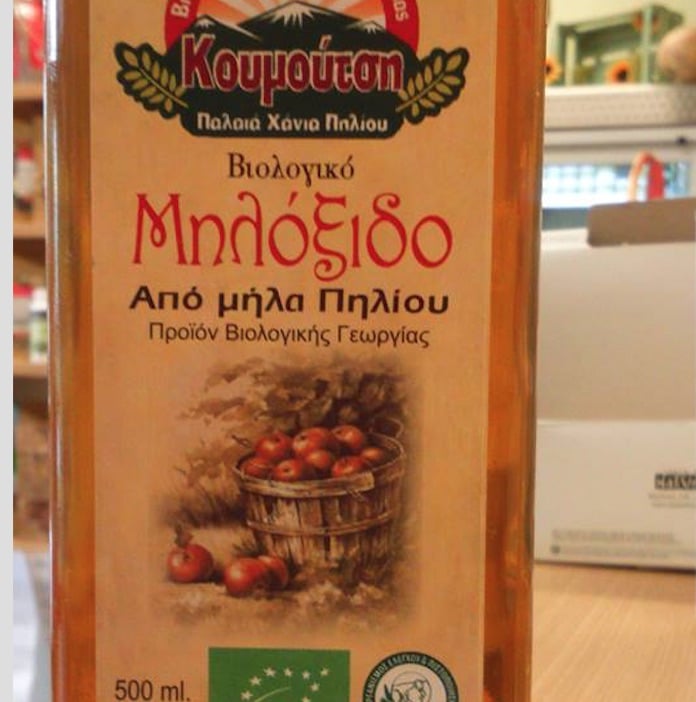 Κουμούτση
Παλαιά Χάνια Πηλίου
Βιολογικό
Μηλόξιδο
Από μήλα Πηλίου
Προϊόν Βιολογικής Γεωργίας
500 ml.